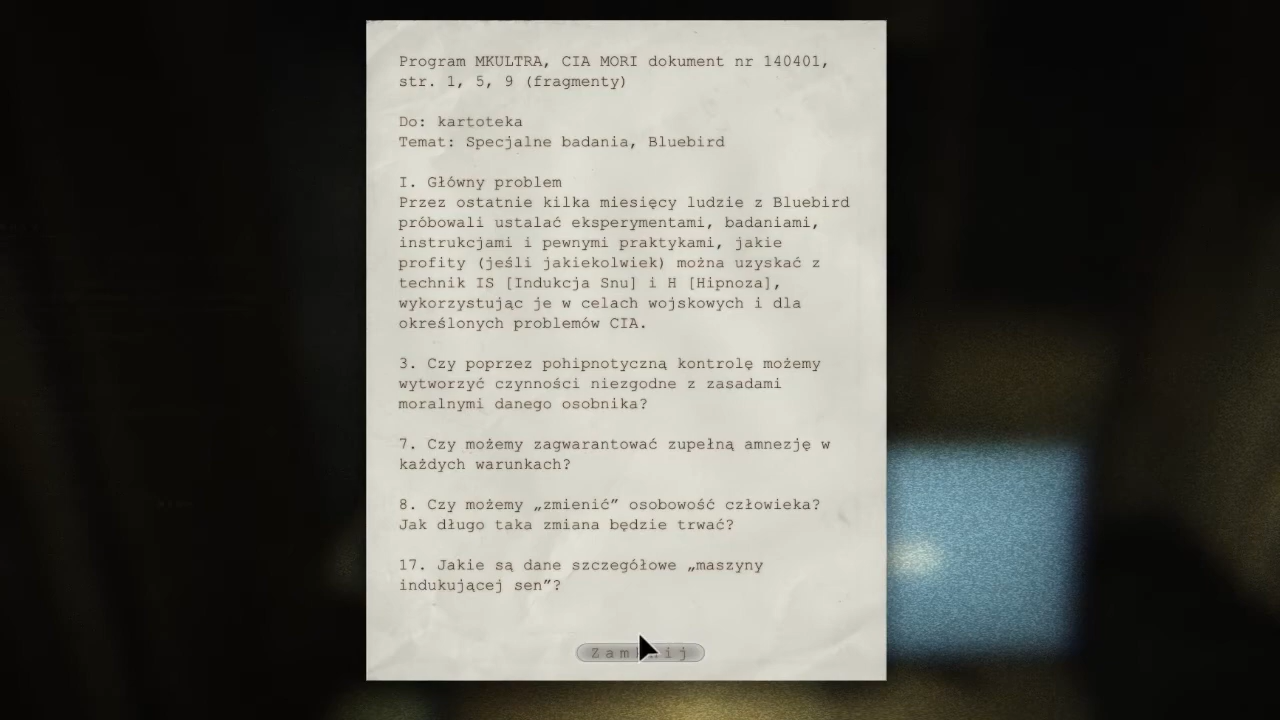 Program MKULTRA, CIA MORI dokument nr 140401,
str. 1, 5, 9 (fragmenty)
Do: kartoteka
Temat: Specjalne badania, Bluebird
I. Główny problem
Przez ostatnie kilka miesięcy ludzie z Bluebird
próbowali ustalać eksperymentami, badaniami,
instrukcjami i pewnymi praktykami, jakie
profity (jeśli jakiekolwiek) można uzyskać z
technik IS [Indukcja Snu] i H [Hipnoza],
wykorzystując je w celach wojskowych i dla
określonych problemów CIA.
3. Czy poprzez pohipnotyczną kontrolę możemy
wytworzyć czynności niezgodne z zasadami
moralnymi danego osobnika?
7. Czy możemy zagwarantować zupełną amnezję w
każdych warunkach?
8. Czy możemy „zmienić” osobowość człowieka?
Jak długo taka zmiana będzie trwać?
17. Jakie są dane szczegółowe „maszyny
indukującej sen”?
Zamknij